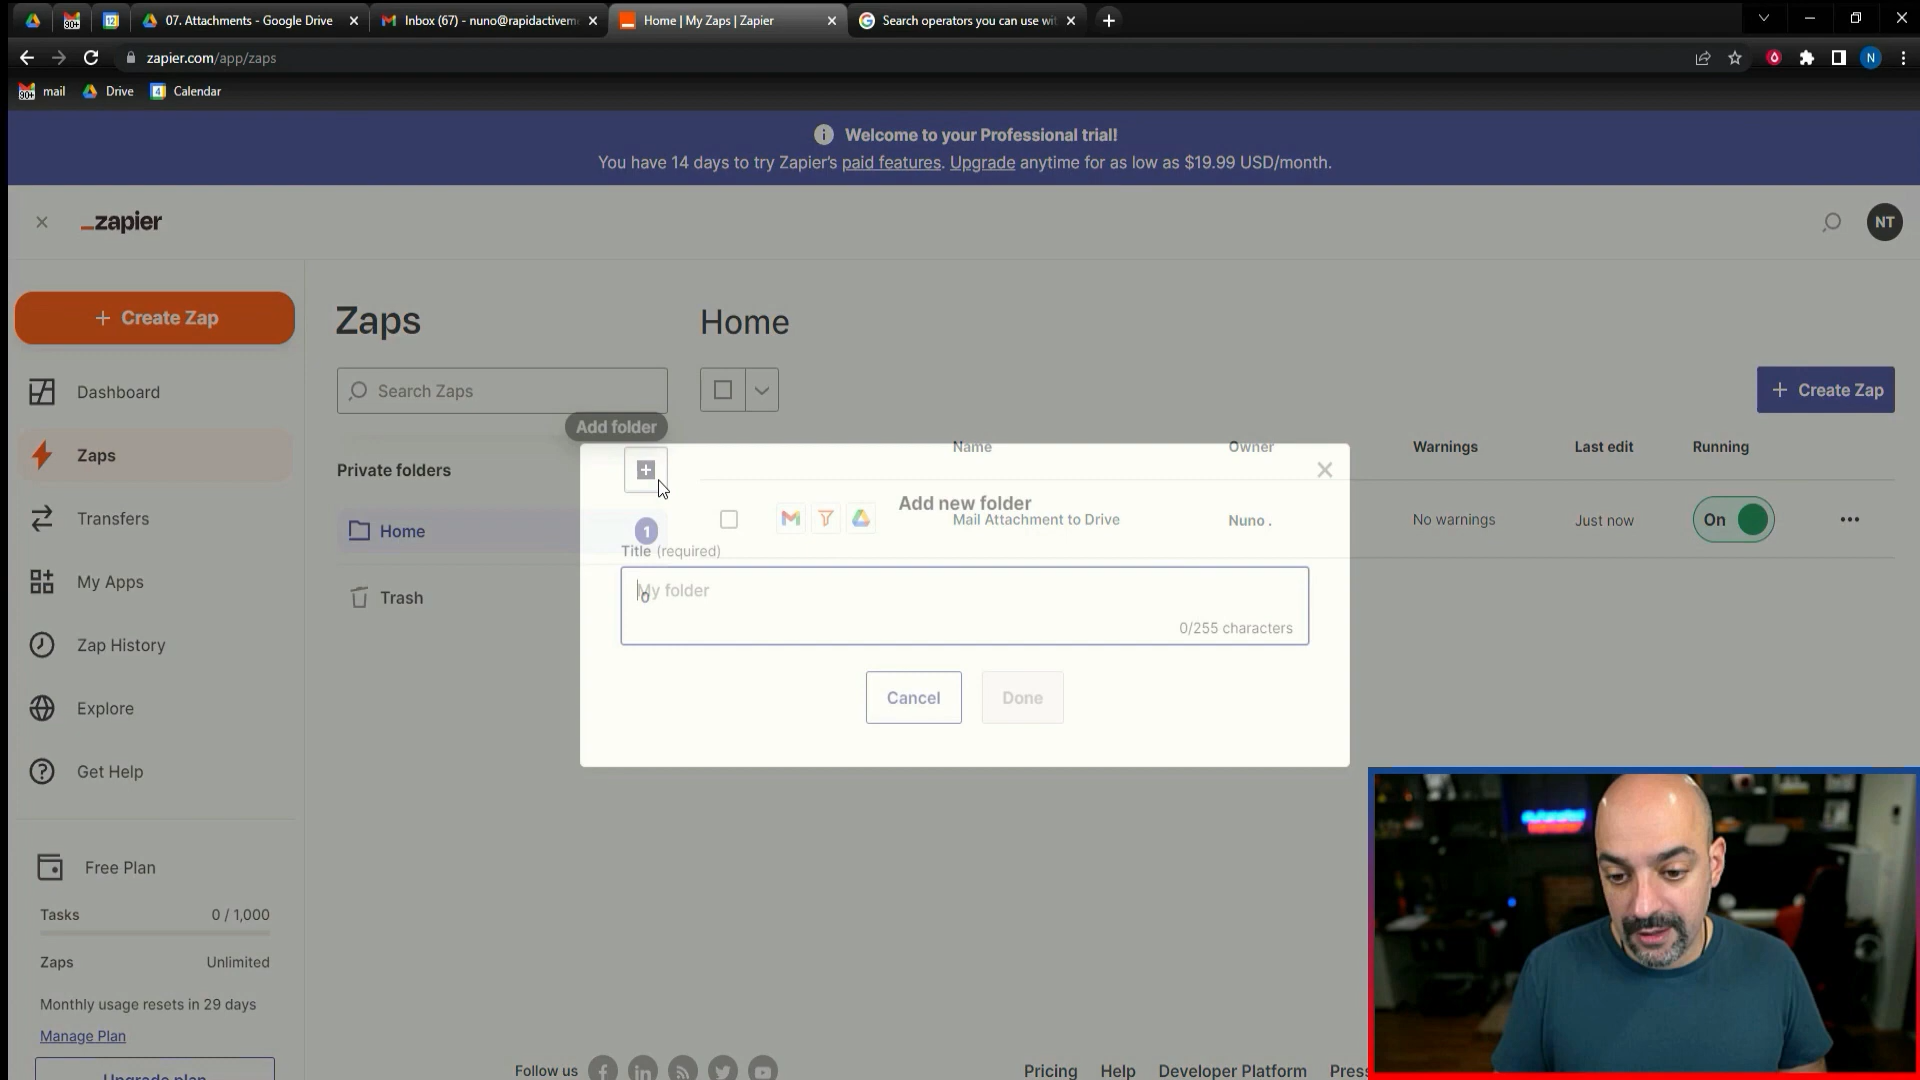 07. Attachments - Google Drive
Inbox (67) - nuno@rapidactiveme
Home | My Zaps | Zapier
Search operators you can use wit
zapier.com/app/zaps
N
mail
Drive
Calendar
Welcome to your Professional trial!
You have 14 days to try Zapier's paid features. Upgrade anytime for as low as $19.99 USD/month.
_zapier
NT
+ Create Zap
Dashboard
Zaps
Transfers
My Apps
Zap History
Explore
Get Help
Free Plan
Tasks 0 / 1,000
Zaps Unlimited
Monthly usage resets in 29 days
Manage Plan
Upgrade plan
Zaps
Search Zaps
Add folder
Private folders
Home 1
Trash 0
Home
+ Create Zap
Name Owner Warnings Last edit Running
Mail Attachment to Drive Nuno . No warnings Just now On
Add new folder
Title (required)
My folder
0/255 characters
Cancel Done
Follow us
Pricing Help Developer Platform Press